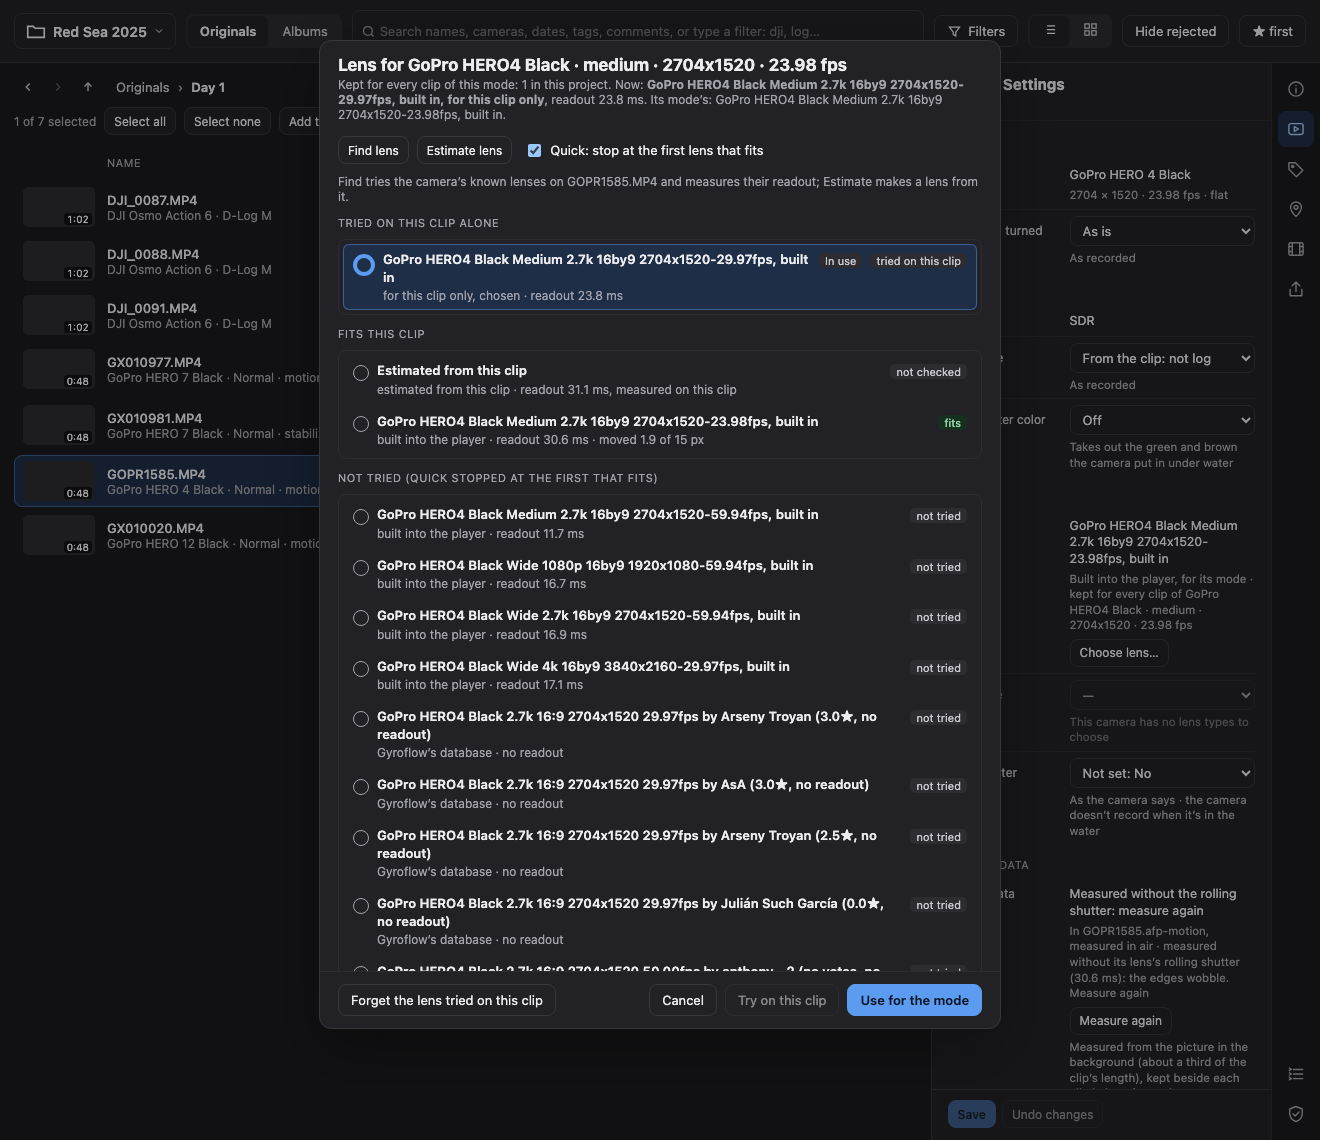 Red Sea 2025
Originals
Albums
Search names, cameras, dates, tags, comments, or type a filter: dji, log...
Filters
Hide rejected
★ first
Originals › Day 1
1 of 7 selected
Select all
Select none
Add t
NAME
1:02
DJI_0087.MP4
DJI Osmo Action 6 · D-Log M
1:02
DJI_0088.MP4
DJI Osmo Action 6 · D-Log M
1:02
DJI_0091.MP4
DJI Osmo Action 6 · D-Log M
0:48
GX010977.MP4
GoPro HERO 7 Black · Normal · motion
0:48
GX010981.MP4
GoPro HERO 7 Black · Normal · stabili
0:48
GOPR1585.MP4
GoPro HERO 4 Black · Normal · motion
0:48
GX010020.MP4
GoPro HERO 12 Black · Normal · motio
Lens for GoPro HERO4 Black · medium · 2704x1520 · 23.98 fps
Kept for every clip of this mode: 1 in this project. Now: GoPro HERO4 Black Medium 2.7k 16by9 2704x1520-
29.97fps, built in, for this clip only, readout 23.8 ms. Its mode's: GoPro HERO4 Black Medium 2.7k 16by9
2704x1520-23.98fps, built in.
Find lens
Estimate lens
Quick: stop at the first lens that fits
Find tries the camera's known lenses on GOPR1585.MP4 and measures their readout; Estimate makes a lens from
it.
TRIED ON THIS CLIP ALONE
GoPro HERO4 Black Medium 2.7k 16by9 2704x1520-29.97fps, built
in
In use
tried on this clip
for this clip only, chosen · readout 23.8 ms
FITS THIS CLIP
Estimated from this clip
not checked
estimated from this clip · readout 31.1 ms, measured on this clip
GoPro HERO4 Black Medium 2.7k 16by9 2704x1520-23.98fps, built in
fits
built into the player · readout 30.6 ms · moved 1.9 of 15 px
NOT TRIED (QUICK STOPPED AT THE FIRST THAT FITS)
GoPro HERO4 Black Medium 2.7k 16by9 2704x1520-59.94fps, built in
not tried
built into the player · readout 11.7 ms
GoPro HERO4 Black Wide 1080p 16by9 1920x1080-59.94fps, built in
not tried
built into the player · readout 16.7 ms
GoPro HERO4 Black Wide 2.7k 16by9 2704x1520-59.94fps, built in
not tried
built into the player · readout 16.9 ms
GoPro HERO4 Black Wide 4k 16by9 3840x2160-29.97fps, built in
not tried
built into the player · readout 17.1 ms
GoPro HERO4 Black 2.7k 16:9 2704x1520 29.97fps by Arseny Troyan (3.0★, no
readout)
not tried
Gyroflow's database · no readout
GoPro HERO4 Black 2.7k 16:9 2704x1520 29.97fps by AsA (3.0★, no readout)
not tried
Gyroflow's database · no readout
GoPro HERO4 Black 2.7k 16:9 2704x1520 29.97fps by Arseny Troyan (2.5★, no
readout)
not tried
Gyroflow's database · no readout
GoPro HERO4 Black 2.7k 16:9 2704x1520 29.97fps by Julián Such García (0.0★,
no readout)
not tried
Gyroflow's database · no readout
Forget the lens tried on this clip
Cancel
Try on this clip
Use for the mode
Settings
GoPro HERO 4 Black
2704 × 1520 · 23.98 fps · flat
turned
As is
As recorded
SDR
From the clip: not log
As recorded
er color
Off
Takes out the green and brown
the camera put in under water
GoPro HERO4 Black Medium
2.7k 16by9 2704x1520-
23.98fps, built in
Built into the player, for its mode ·
kept for every clip of GoPro
HERO4 Black · medium ·
2704x1520 · 23.98 fps
Choose lens...
—
This camera has no lens types to
choose
ter
Not set: No
As the camera says · the camera
doesn't record when it's in the
water
DATA
ata
Measured without the rolling
shutter: measure again
In GOPR1585.afp-motion,
measured in air · measured
without its lens's rolling shutter
(30.6 ms): the edges wobble.
Measure again
Measure again
Measured from the picture in the
background (about a third of the
clip's length), kept beside each
Save
Undo changes